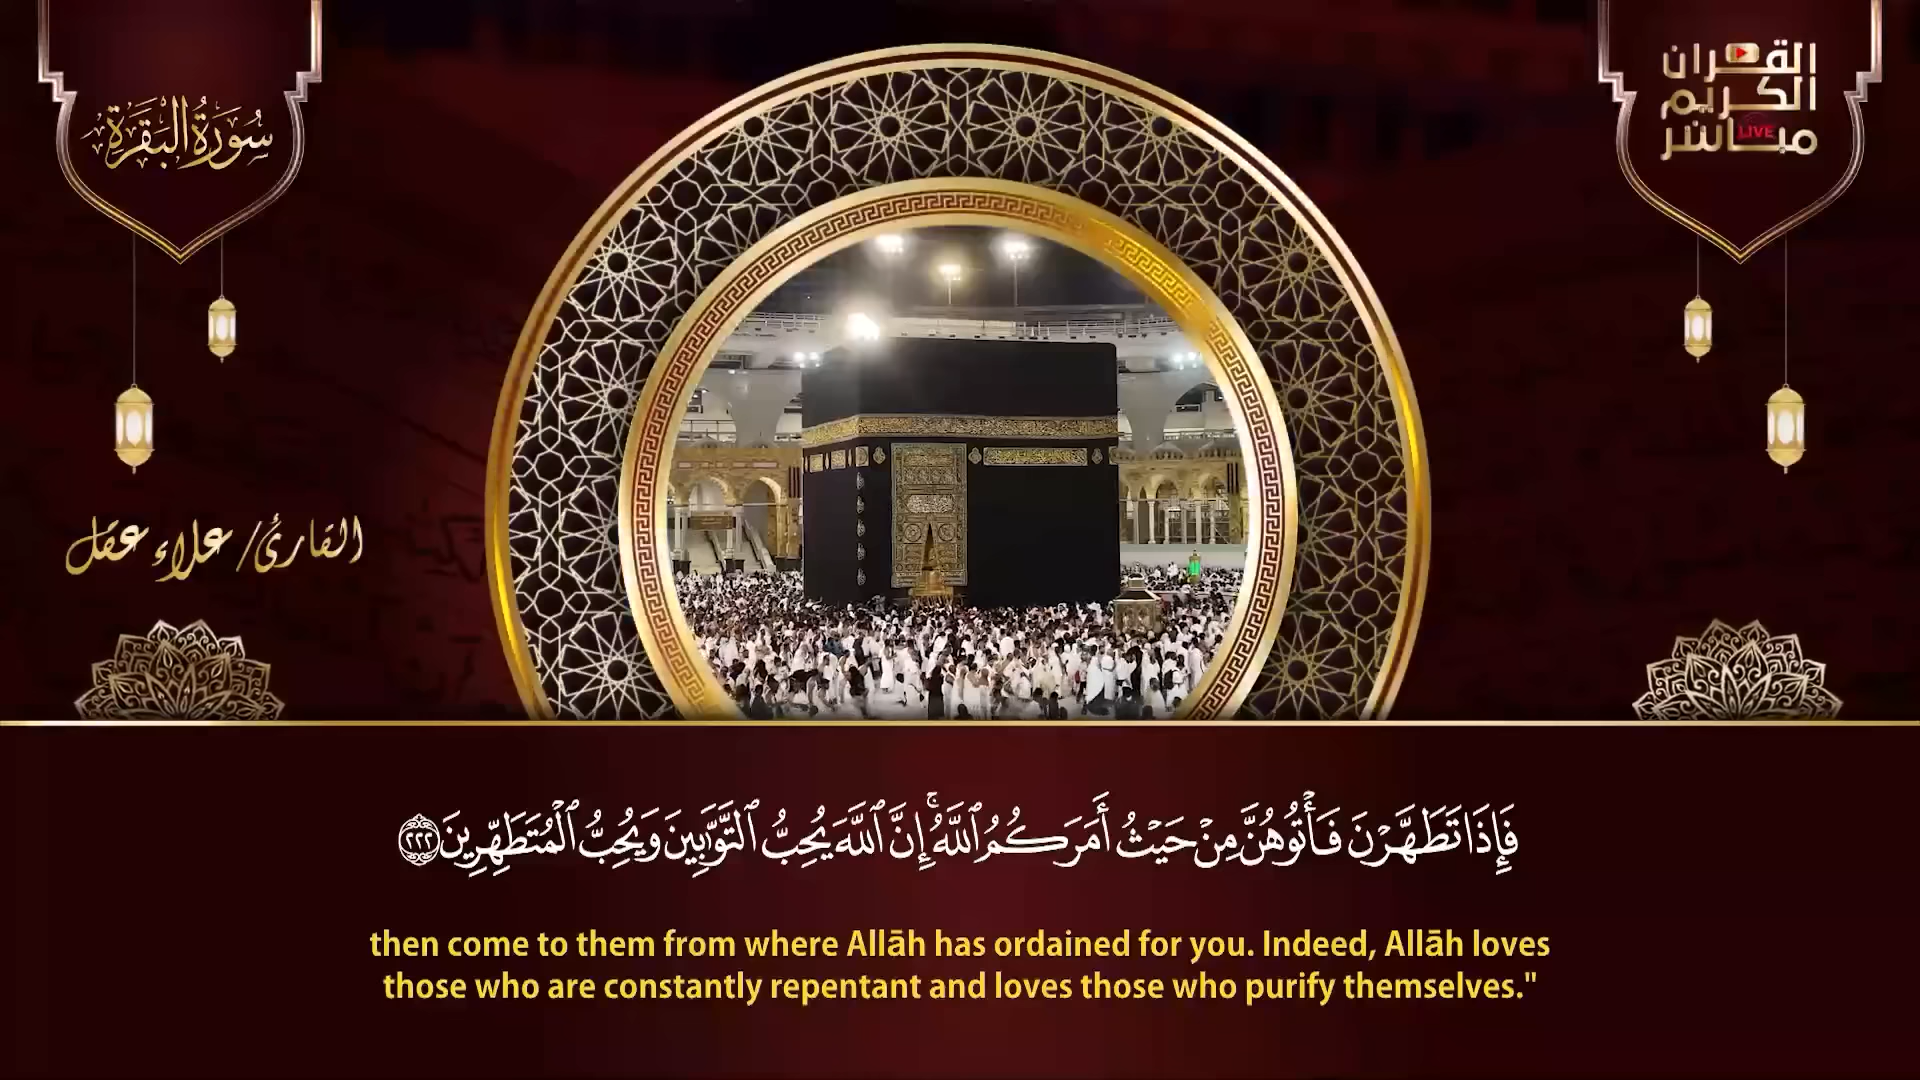 سُورَةُ البَقَرَةِ
القرآن
الكريم
مباشر
LIVE
القارئ/ علاء عقل
فَإِذَا تَطَهَّرْنَ فَأْتُوهُنَّ مِنْ حَيْثُ أَمَرَكُمُ ٱللَّهُ ۚ إِنَّ ٱللَّهَ يُحِبُّ ٱلتَّوَّٰبِينَ وَيُحِبُّ ٱلْمُتَطَهِّرِينَ ٢٢٢
then come to them from where Allāh has ordained for you. Indeed, Allāh loves
those who are constantly repentant and loves those who purify themselves."